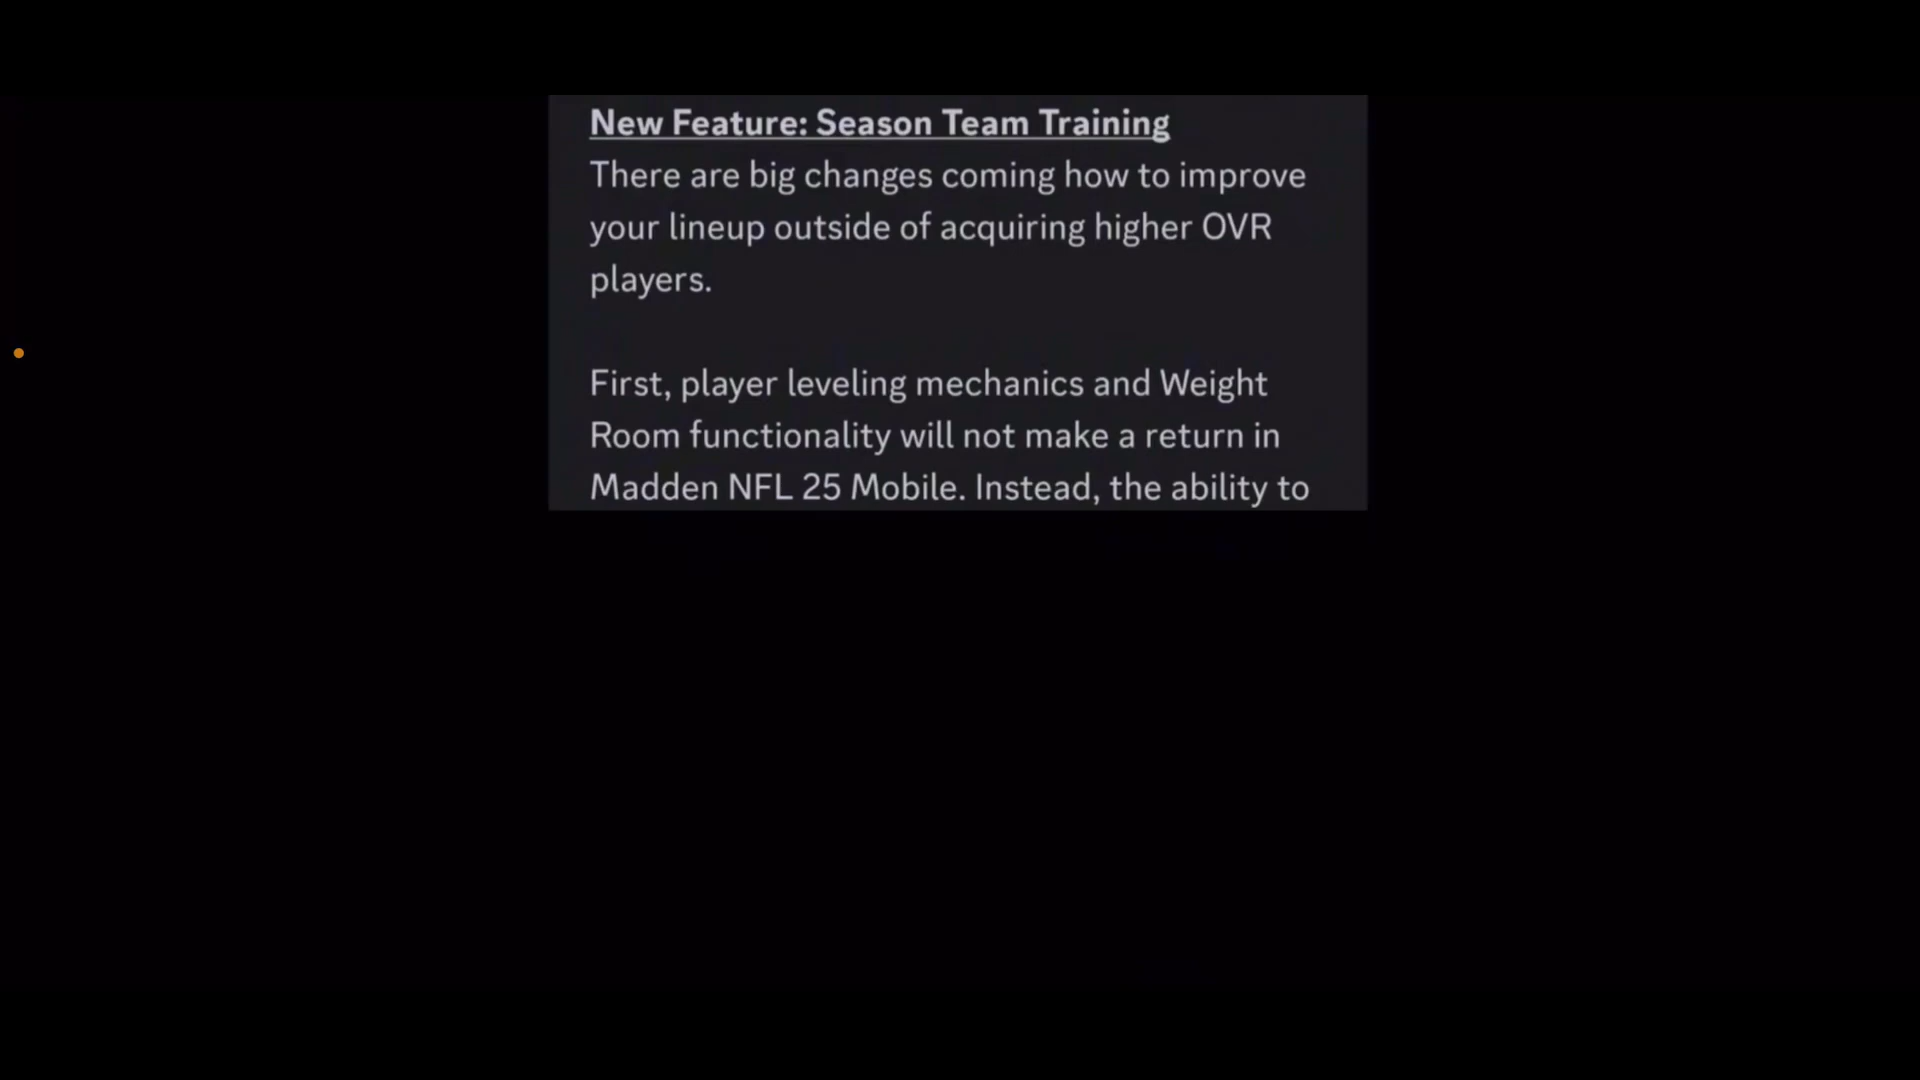 New Feature: Season Team Training
There are big changes coming how to improve
your lineup outside of acquiring higher OVR
players.
First, player leveling mechanics and Weight
Room functionality will not make a return in
Madden NFL 25 Mobile. Instead, the ability to